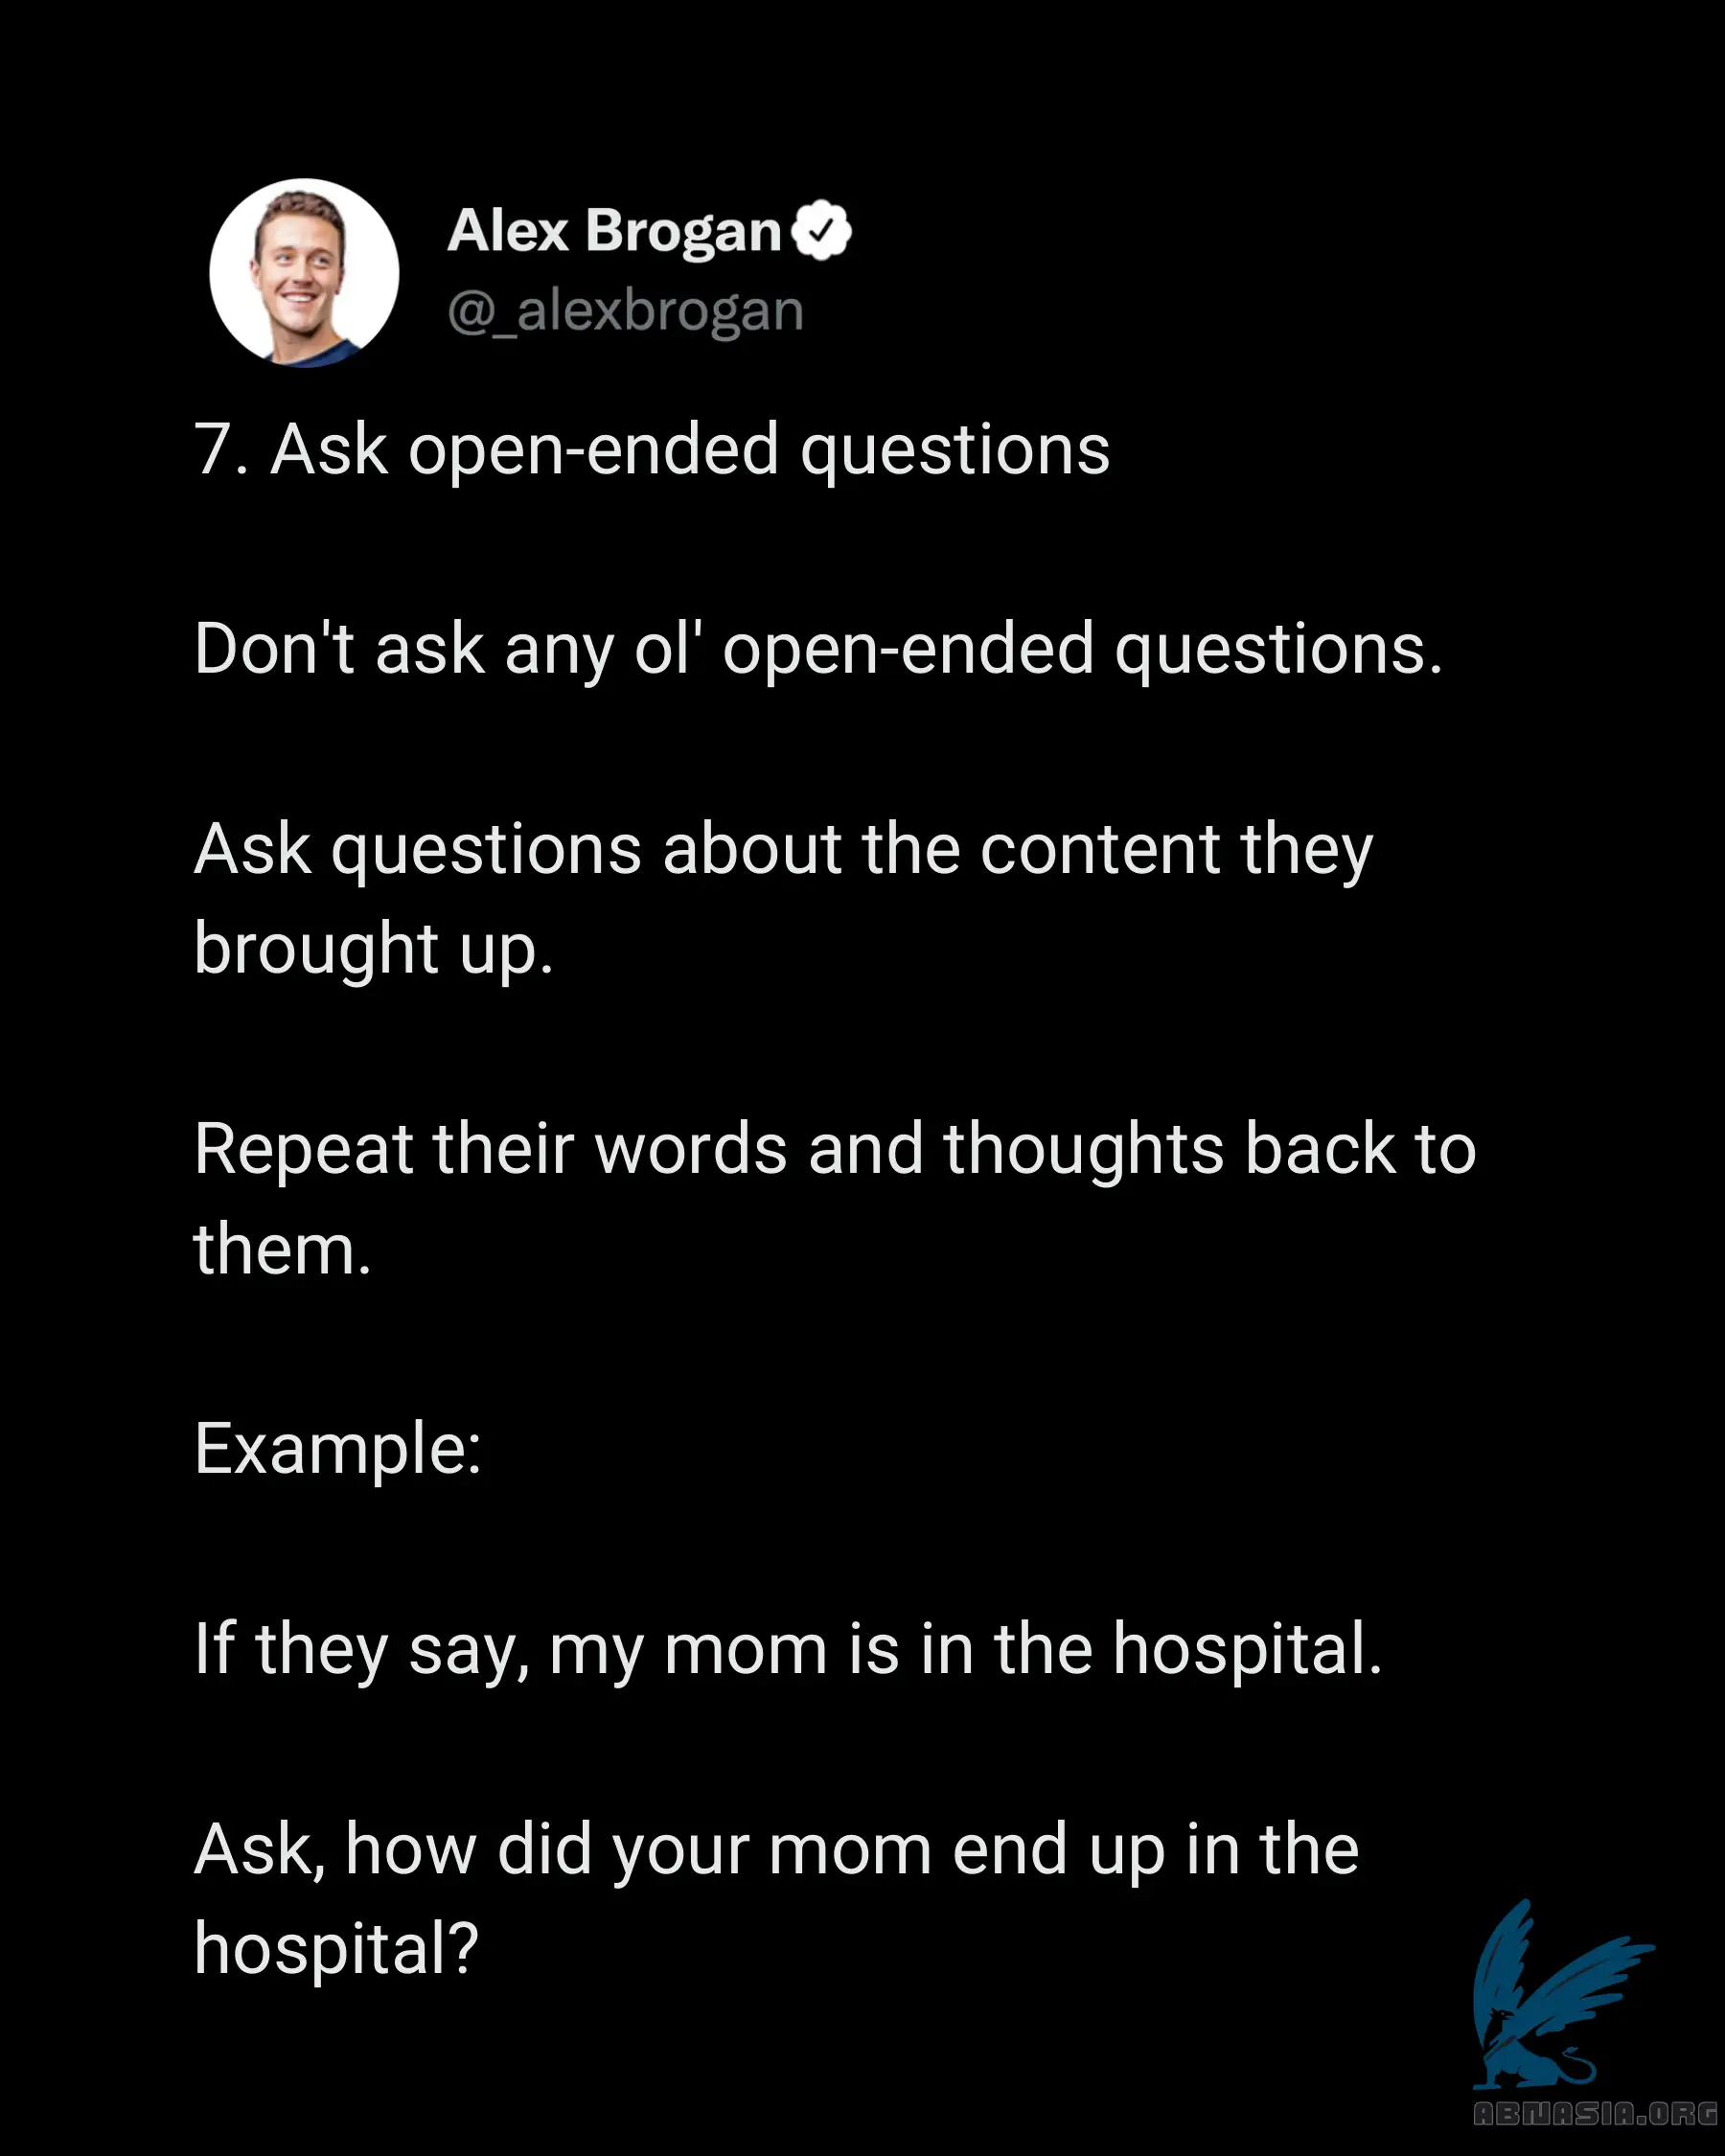 Alex Brogan
@_alexbrogan
7. Ask open-ended questions
Don't ask any ol' open-ended questions.
Ask questions about the content they
brought up.
Repeat their words and thoughts back to
them.
Example:
If they say, my mom is in the hospital.
Ask, how did your mom end up in the
hospital?
ABNASIA.ORG